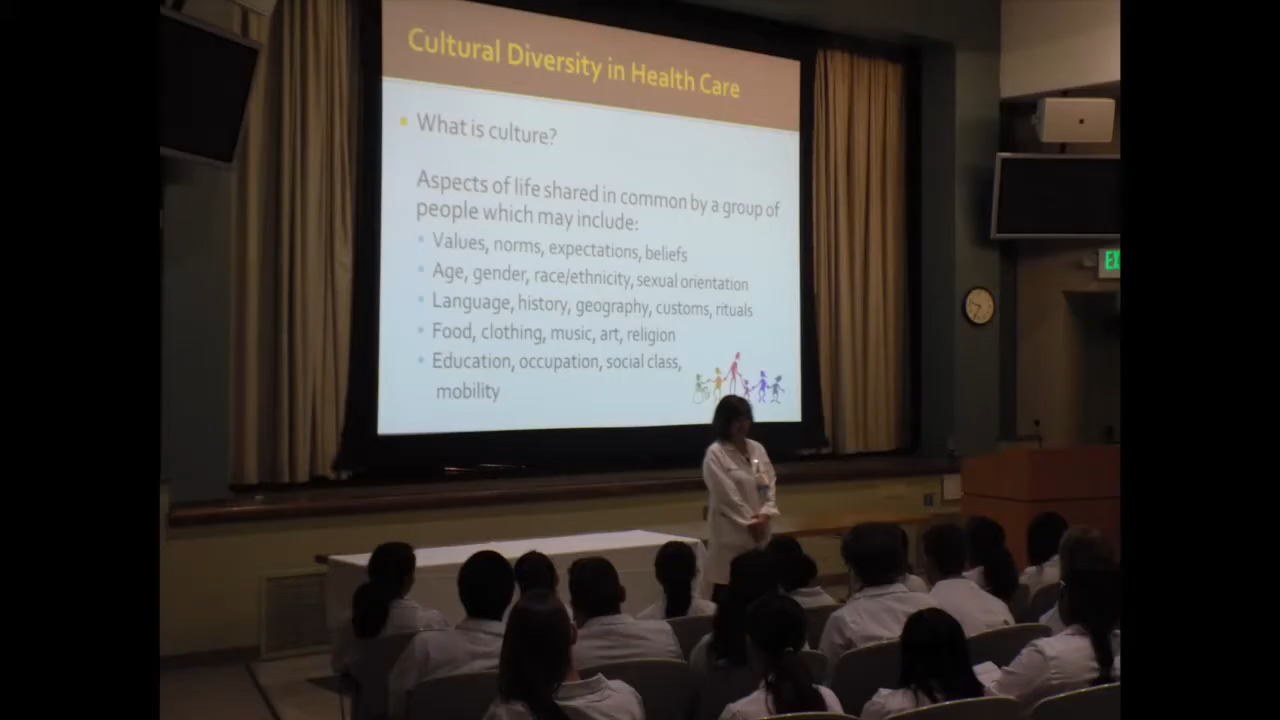 Cultural Diversity in Health Care
What is culture?
Aspects of life shared in common by a group of
people which may include:
Values, norms, expectations, beliefs
Age, gender, race/ethnicity, sexual orientation
Language, history, geography, customs, rituals
Food, clothing, music, art, religion
Education, occupation, social class,
mobility
EX